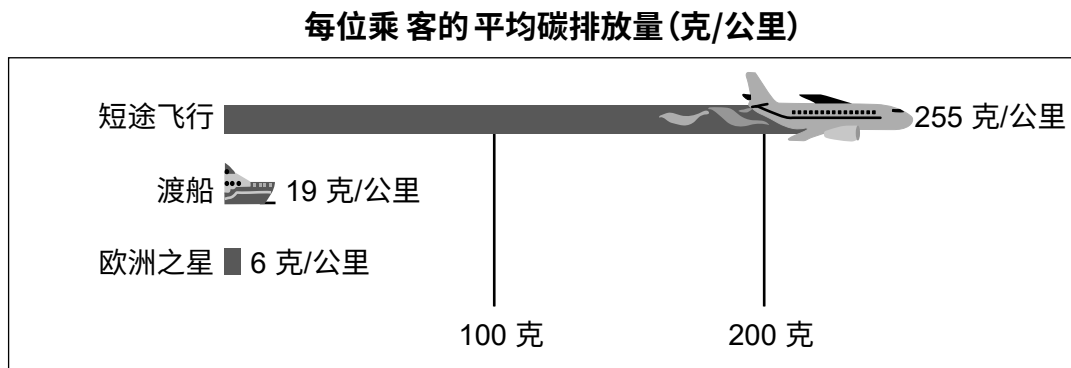 每位乘 客的平均碳排放量(克/公里)
短途飞行 255 克/公里
渡船 19 克/公里
欧洲之星 6 克/公里
100 克 200 克